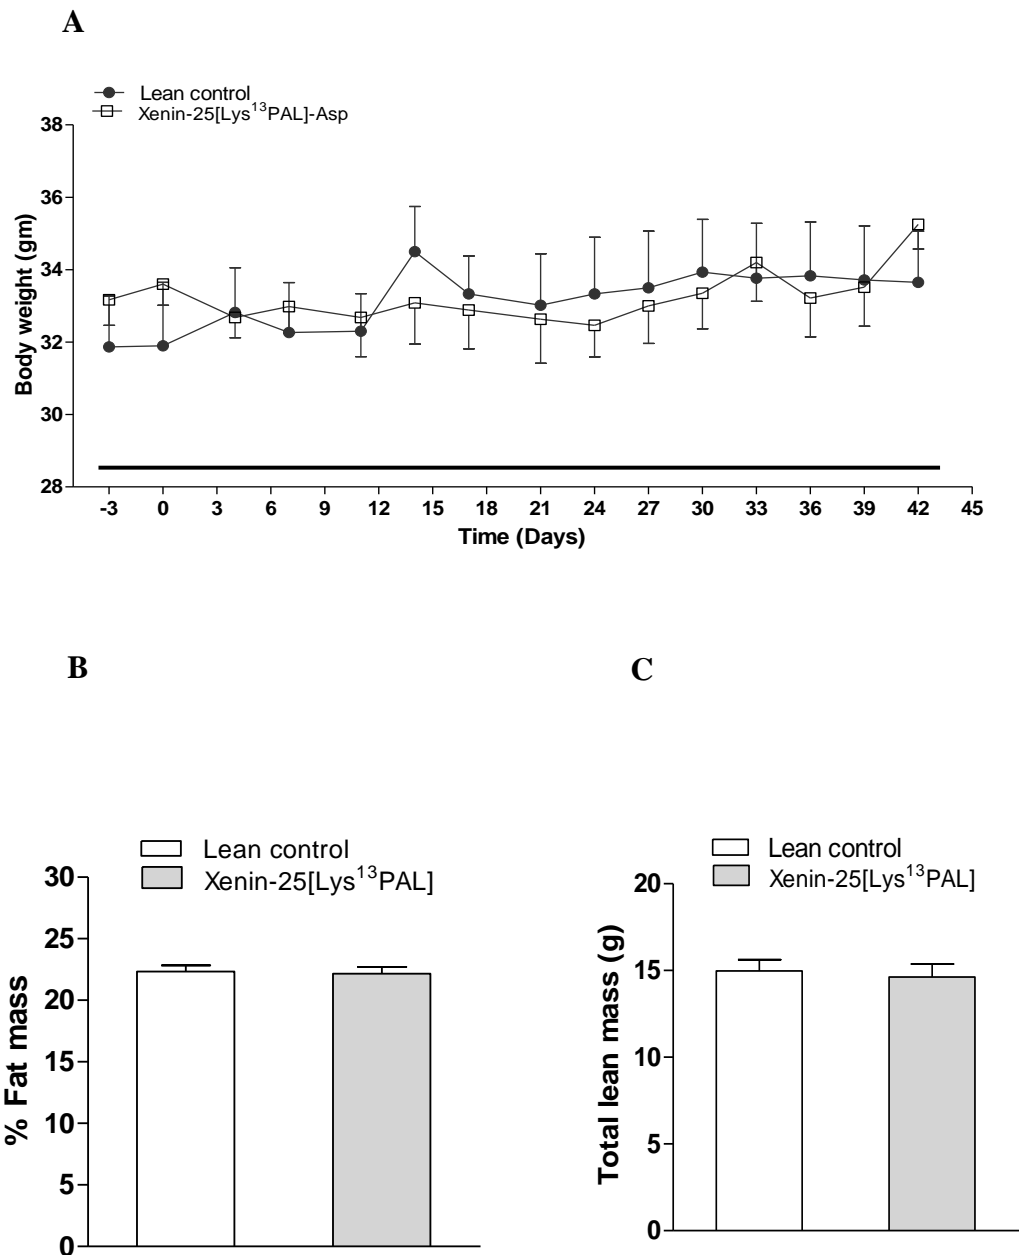 A
Lean control
Xenin-25[Lys¹³PAL]-Asp
38
36
34
32
30
28
Body weight (gm)
-3 0 3 6 9 12 15 18 21 24 27 30 33 36 39 42 45
Time (Days)
B
Lean control
Xenin-25[Lys¹³PAL]
30
25
20
15
10
5
0
% Fat mass
C
Lean control
Xenin-25[Lys¹³PAL]
20
15
10
5
0
Total lean mass (g)